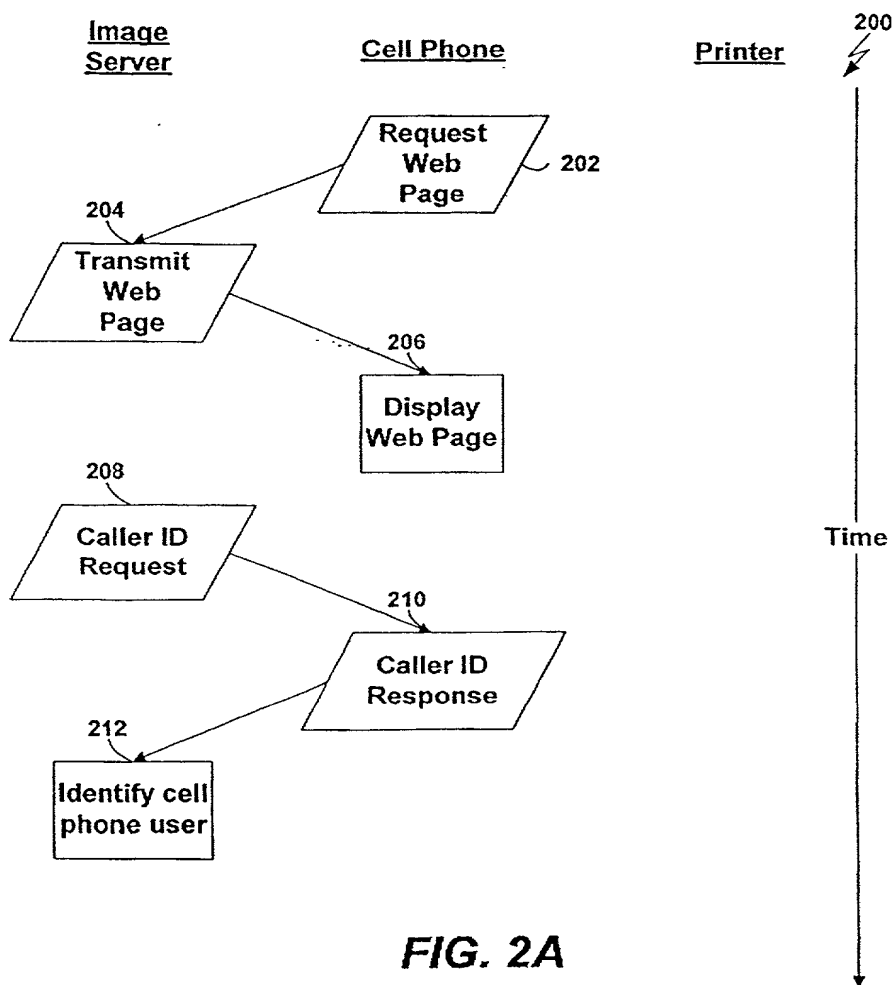 Image
Server
Cell Phone
Printer
200
Request
Web
Page
202
204
Transmit
Web
Page
206
Display
Web Page
208
Caller ID
Request
Time
210
Caller ID
Response
212
Identify cell
phone user
FIG. 2A